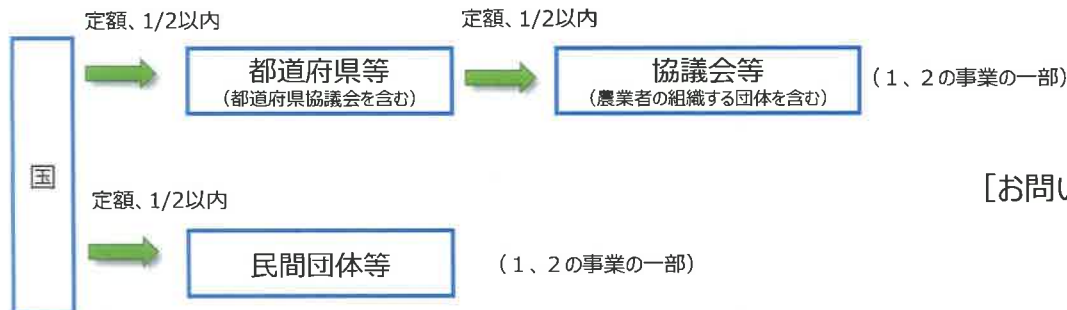 定額、1/2以内
定額、1/2以内
都道府県等
（都道府県協議会を含む）
協議会等
（農業者の組織する団体を含む）
（１、２の事業の一部）
国
定額、1/2以内
民間団体等
（１、２の事業の一部）
［お問い